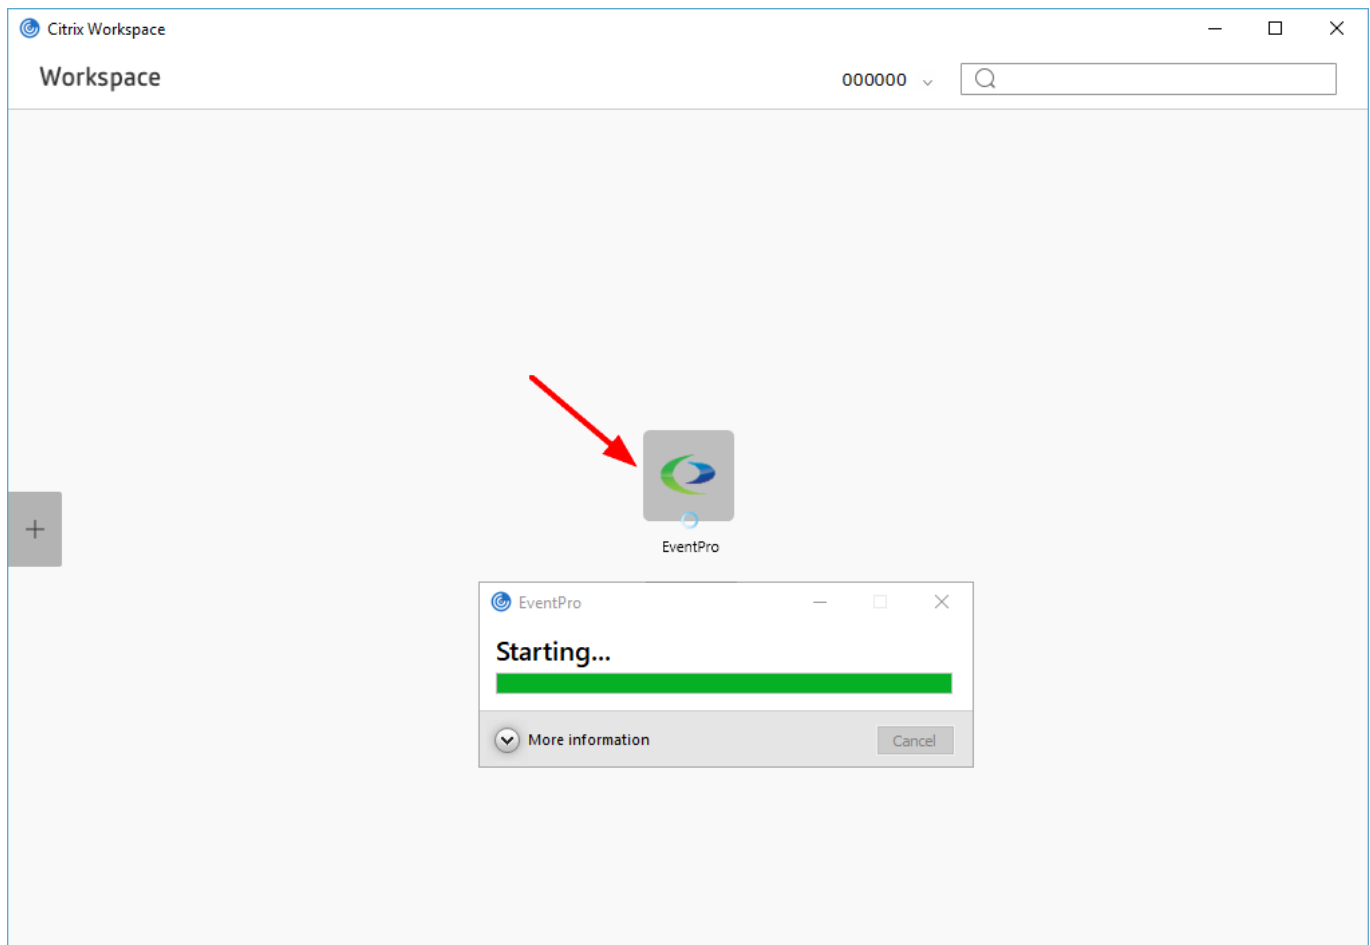 Citrix Workspace
Workspace
000000
EventPro
EventPro
Starting...
More information
Cancel